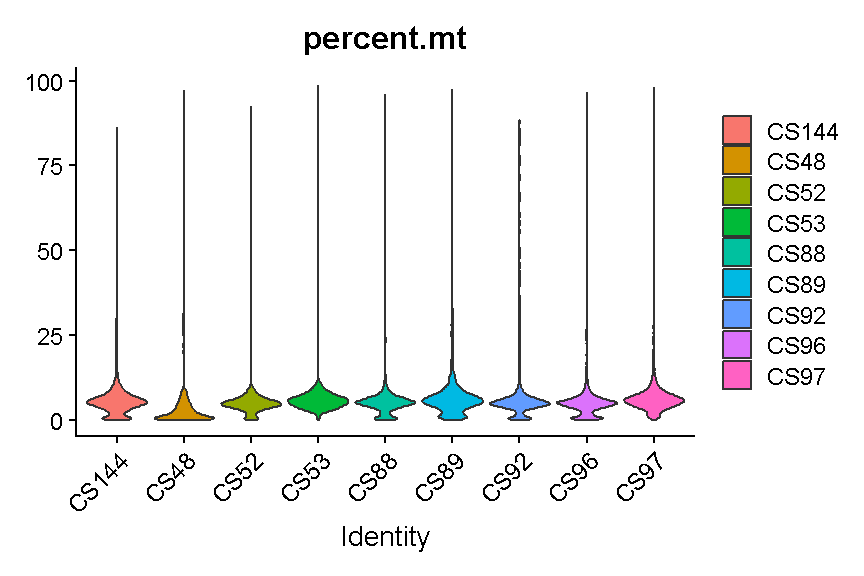 percent.mt
100
75
50
25
0
CS144
CS48
CS52
CS53
CS88
CS89
CS92
CS96
CS97
Identity
CS144
CS48
CS52
CS53
CS88
CS89
CS92
CS96
CS97